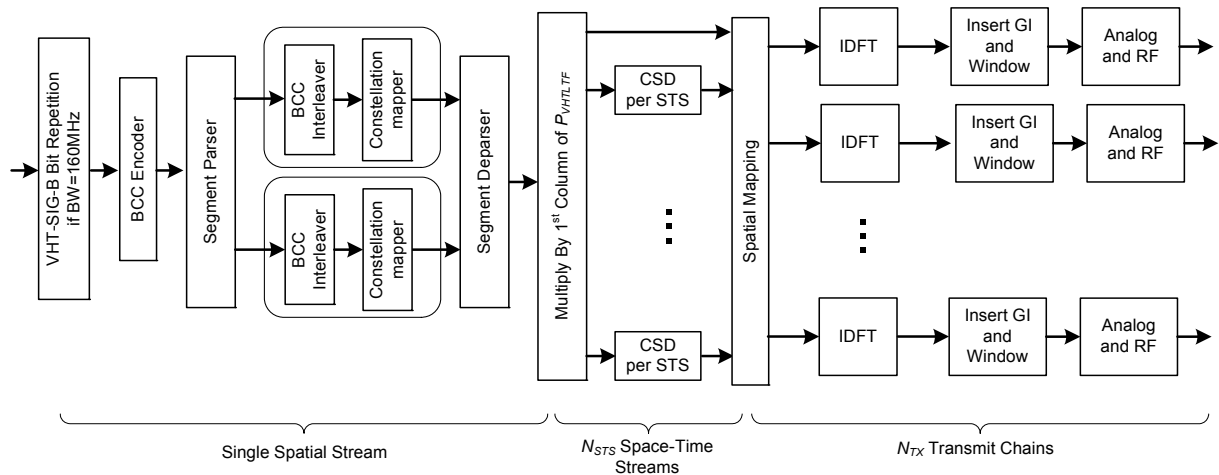 VHT-SIG-B Bit Repetition
if BW=160MHz
BCC Encoder
Segment Parser
BCC
Interleaver
Constellation
mapper
BCC
Interleaver
Constellation
mapper
Segment Deparser
Multiply By 1st Column of PVHTLTF
CSD
per STS
CSD
per STS
Spatial Mapping
IDFT
Insert GI
and
Window
Analog
and RF
IDFT
Insert GI
and
Window
Analog
and RF
IDFT
Insert GI
and
Window
Analog
and RF
Single Spatial Stream
NSTS Space-Time
Streams
NTX Transmit Chains